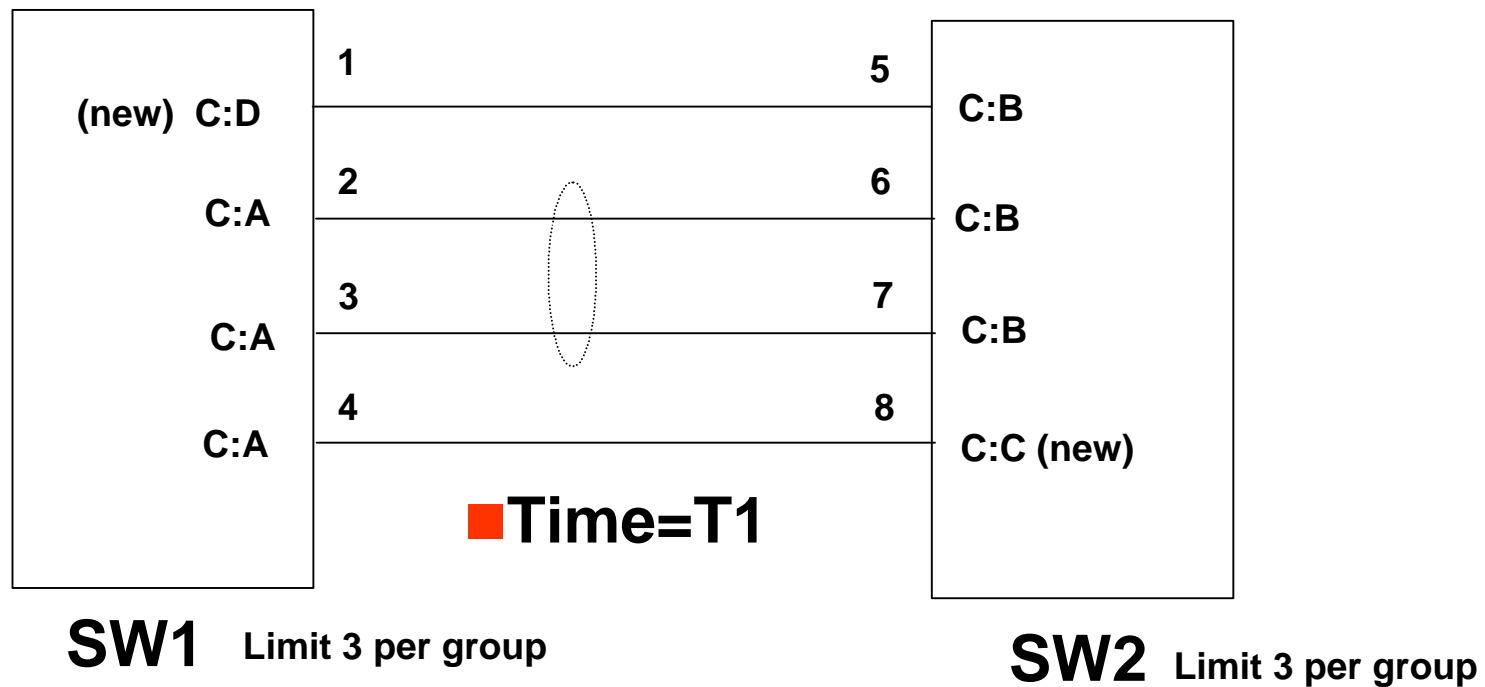 1
5
(new) C:D
C:B
2
6
C:A
C:B
3
7
C:A
C:B
4
8
C:A
C:C (new)
Time=T1
SW1 Limit 3 per group
SW2 Limit 3 per group